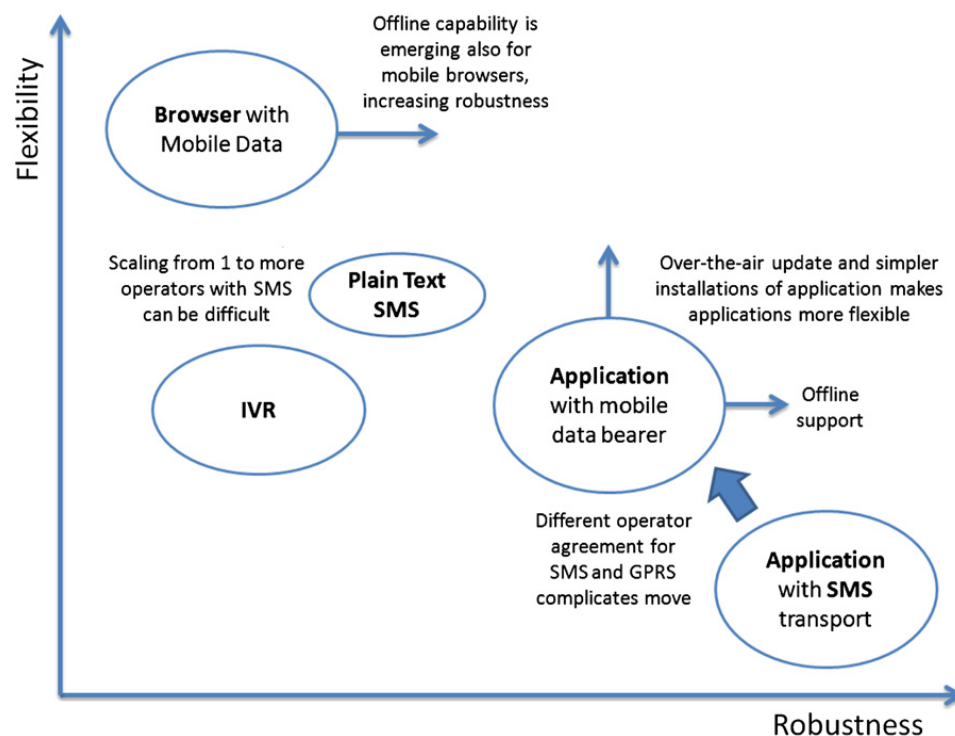 Flexibility
Offline capability is
emerging also for
mobile browsers,
increasing robustness
Browser with
Mobile Data
Scaling from 1 to more
operators with SMS
can be difficult
Plain Text
SMS
IVR
Over-the-air update and simpler
installations of application makes
applications more flexible
Application
with mobile
data bearer
Offline
support
Different operator
agreement for
SMS and GPRS
complicates move
Application
with SMS
transport
Robustness